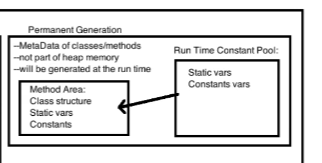 Permanent Generation
--MetaData of classes/methods
--not part of heap memory
--will be generated at the run time
Method Area:
Class structure
Static vars
Constants
Run Time Constant Pool:
Static vars
Constants vars